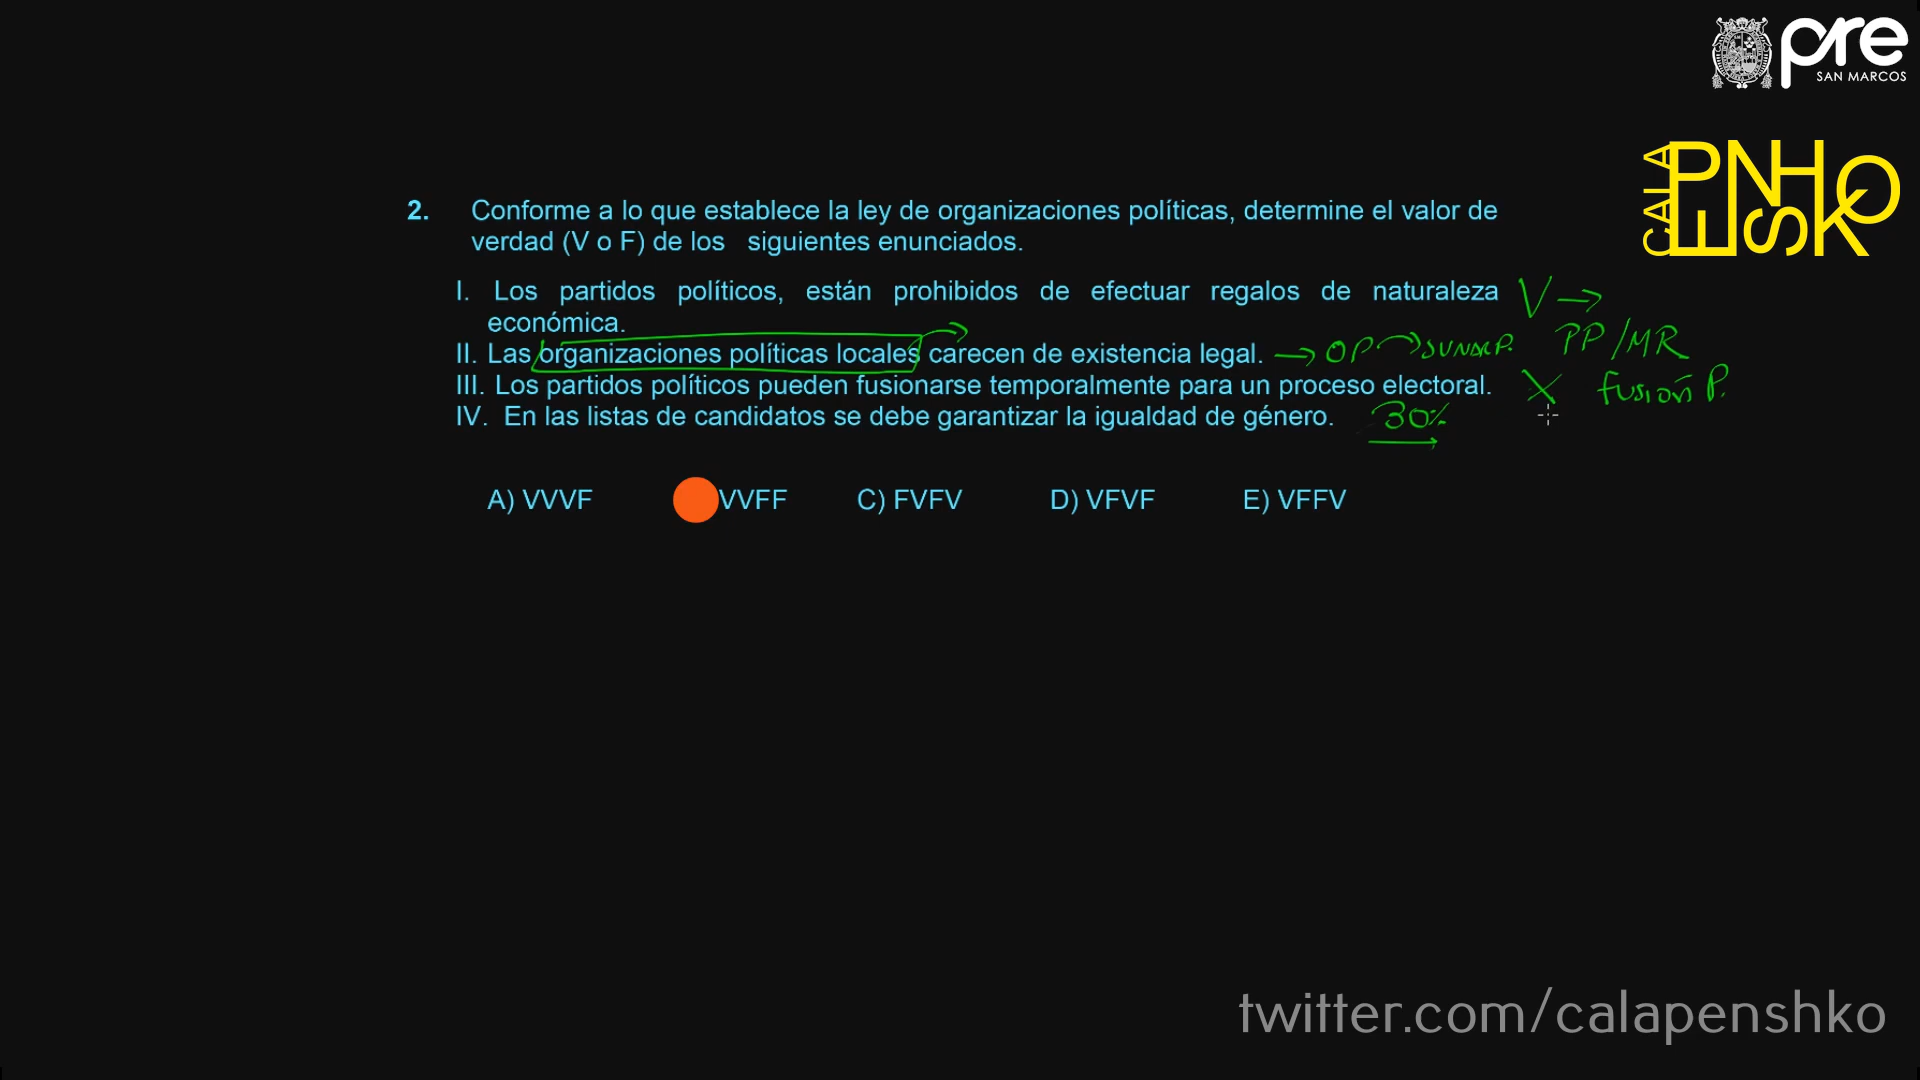 pre
SAN MARCOS
CALA
PENSHKO
2. Conforme a lo que establece la ley de organizaciones políticas, determine el valor de
verdad (V o F) de los siguientes enunciados.
I. Los partidos políticos, están prohibidos de efectuar regalos de naturaleza V →
económica.
PP/MR
II. Las organizaciones políticas locales carecen de existencia legal. → OP → SUNARP.
III. Los partidos políticos pueden fusionarse temporalmente para un proceso electoral. X fusión P.
IV. En las listas de candidatos se debe garantizar la igualdad de género. 30%
A) VVVF VVFF C) FVFV D) VFVF E) VFFV
twitter.com/calapenshko